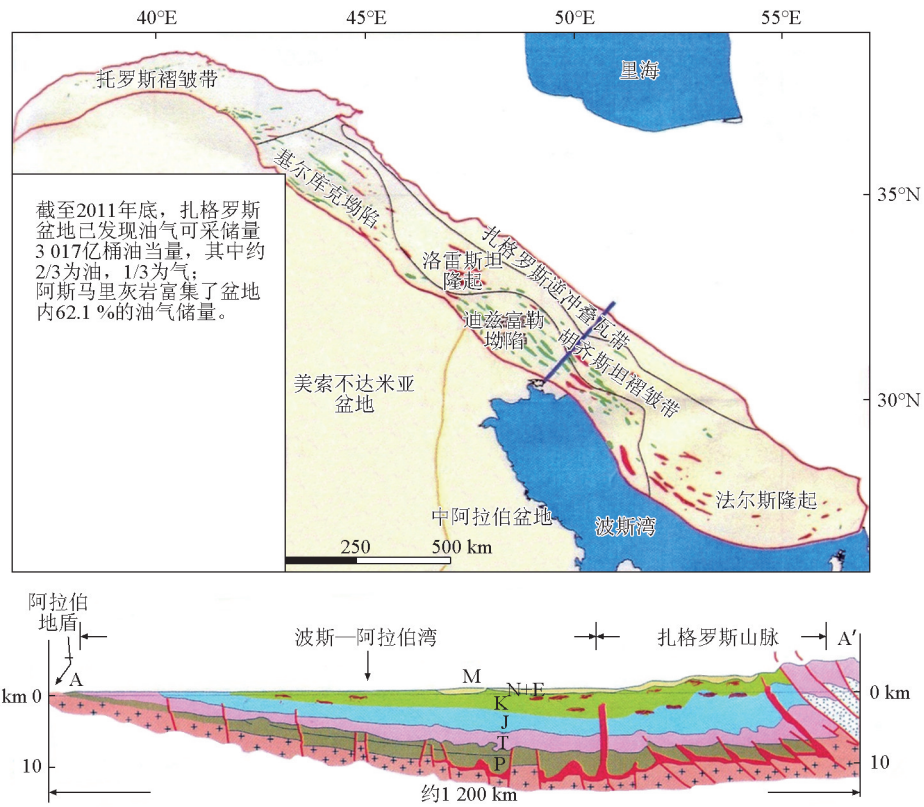 40°E
45°E
50°E
55°E
里海
托罗斯褶皱带
基尔库克坳陷
35°N
截至2011年底，扎格罗斯
盆地已发现油气可采储量
3 017亿桶油当量，其中约
2/3为油，1/3为气；
阿斯马里灰岩富集了盆地
内62.1 %的油气储量。
扎格罗斯逆冲叠瓦带
洛雷斯坦
隆起
迪兹富勒
坳陷
胡齐斯坦褶皱带
美索不达米亚
盆地
30°N
法尔斯隆起
中阿拉伯盆地
波斯湾
250
500 km
阿拉伯
地盾
波斯—阿拉伯湾
扎格罗斯山脉
A′
A
M
N+E
km 0
0 km
K
J
T
P
10
10
约1 200 km